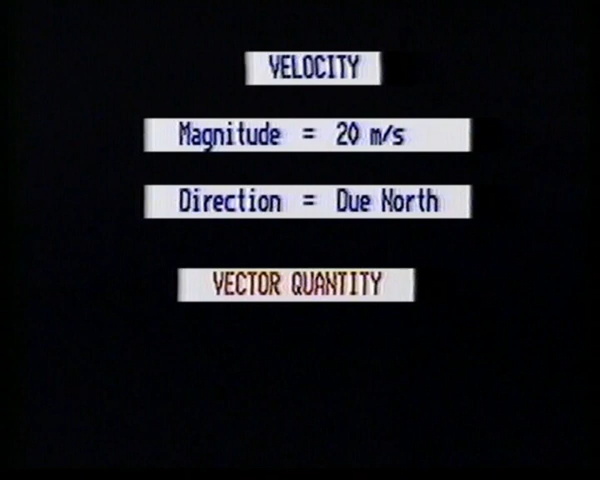 VELOCITY
Magnitude = 20 m/s
Direction = Due North
VECTOR QUANTITY